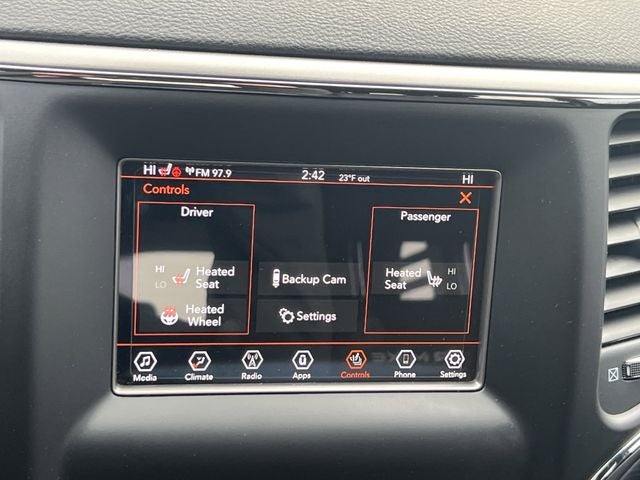 HI FM 97.9 2:42 23°F out HI
Controls
Driver
Passenger
HI
LO
Heated
Seat
Backup Cam
Heated
Seat
HI
LO
Heated
Wheel
Settings
Media Climate Radio Apps Controls Phone Settings